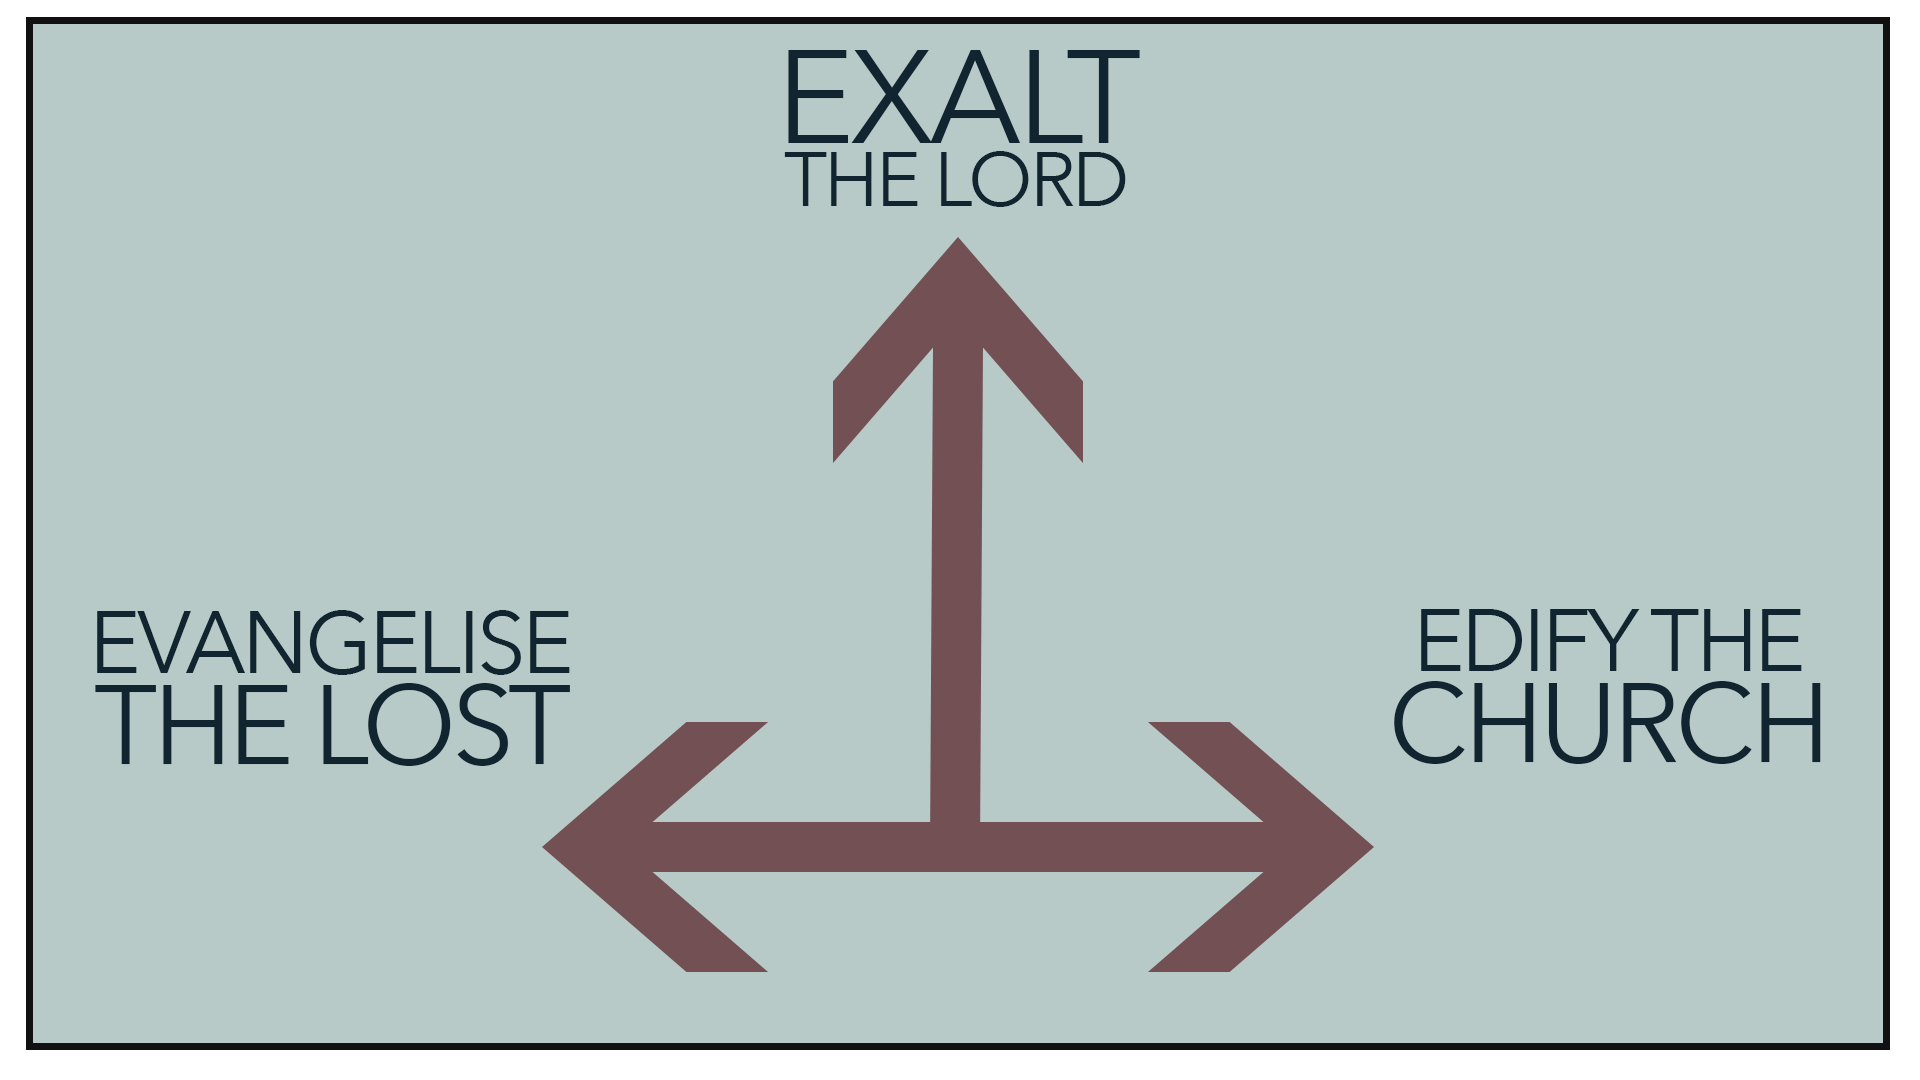 EXALT
THE LORD
EVANGELISE
THE LOST
EDIFY THE
CHURCH